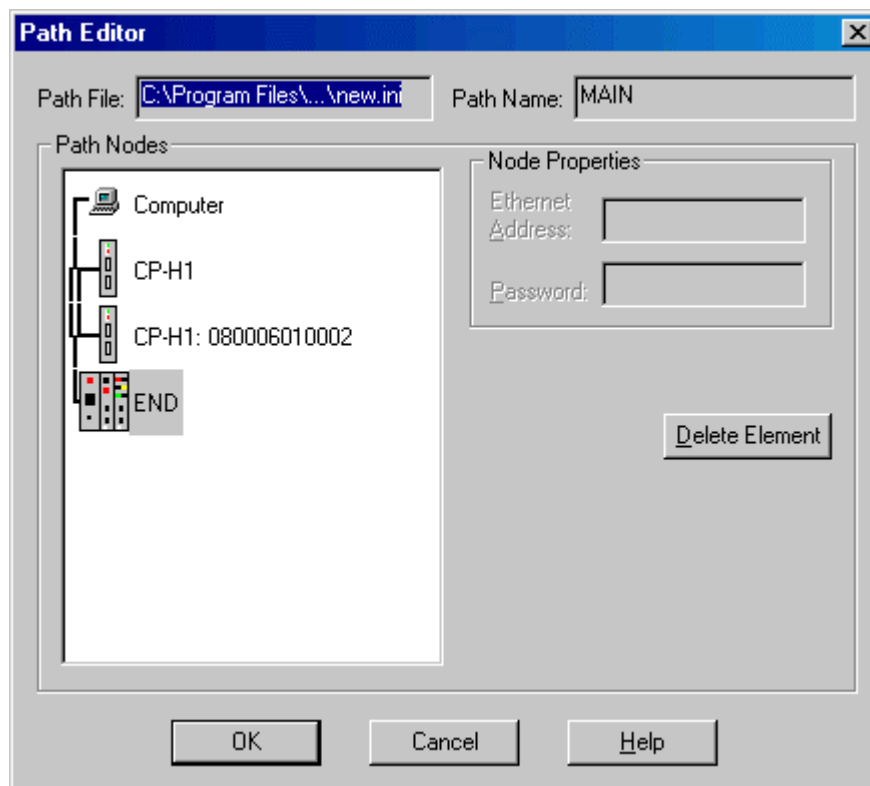 Path Editor
Path File: C:\Program Files\...\new.ini Path Name: MAIN
Path Nodes
Node Properties
Computer
Ethernet
Address:
CP-H1
Password:
CP-H1: 080006010002
END
Delete Element
OK Cancel Help